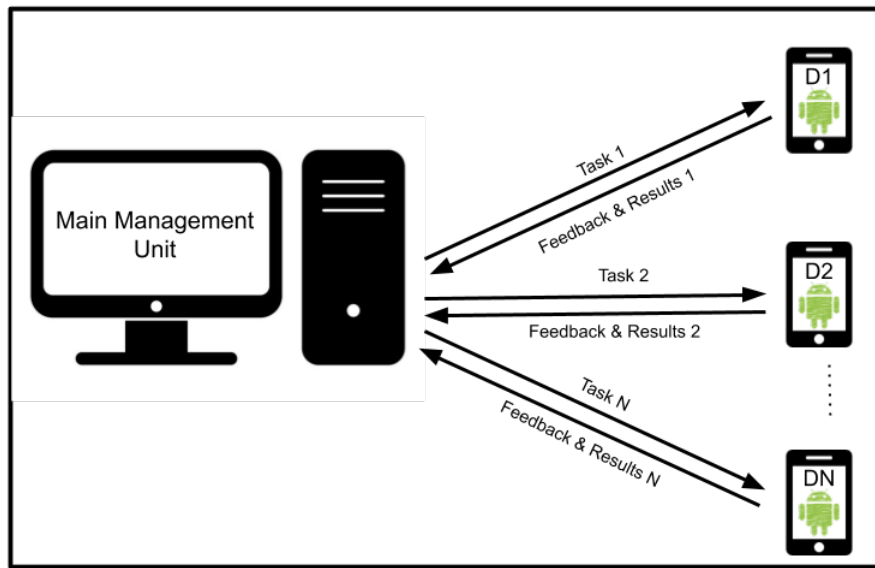 D1
Task 1
Feedback & Results 1
Main Management
Unit
D2
Task 2
Feedback & Results 2
Task N
Feedback & Results N
DN